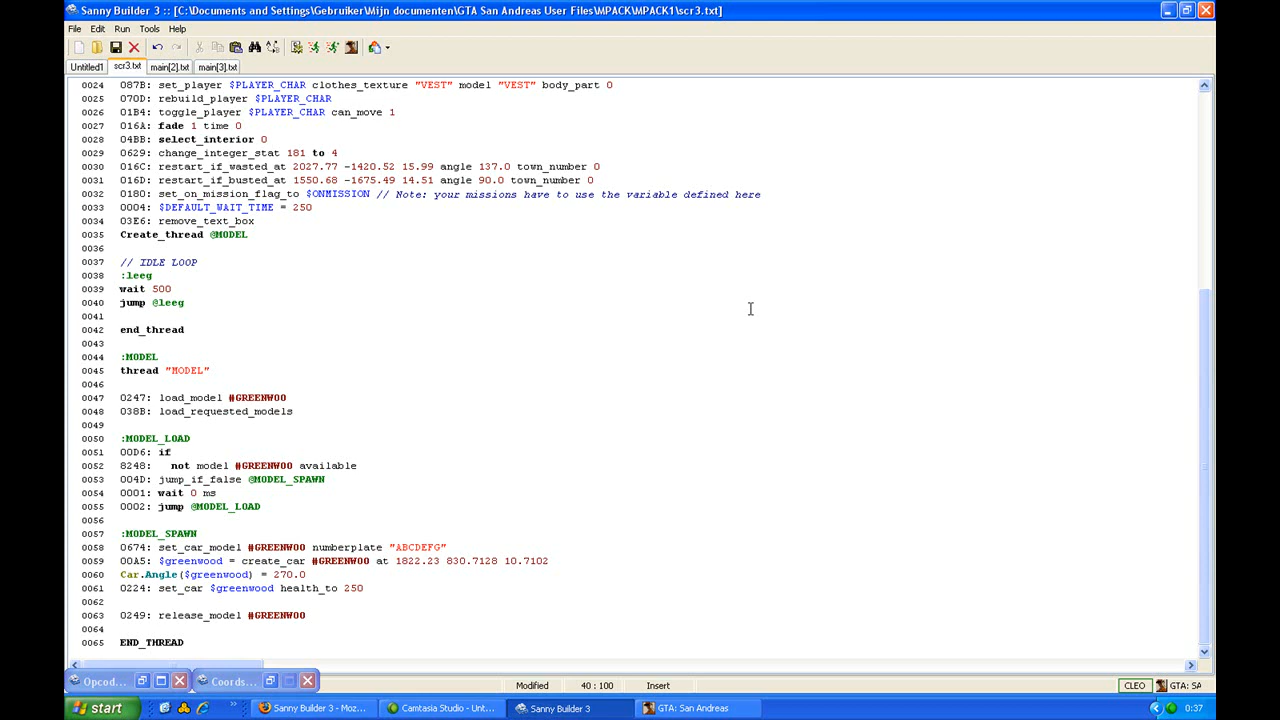 Sanny Builder 3 :: [C:\Documents and Settings\Gebruiker\Mijn documenten\GTA San Andreas User Files\MPACK\MPACK1\scr3.txt]
File Edit Run Tools Help
Untitled1 scr3.txt main[2].txt main[3].txt
0024 087B: set_player $PLAYER_CHAR clothes_texture "VEST" model "VEST" body_part 0
0025 070D: rebuild_player $PLAYER_CHAR
0026 01B4: toggle_player $PLAYER_CHAR can_move 1
0027 016A: fade 1 time 0
0028 04BB: select_interior 0
0029 0629: change_integer_stat 181 to 4
0030 016C: restart_if_wasted_at 2027.77 -1420.52 15.99 angle 137.0 town_number 0
0031 016D: restart_if_busted_at 1550.68 -1675.49 14.51 angle 90.0 town_number 0
0032 0180: set_on_mission_flag_to $ONMISSION // Note: your missions have to use the variable defined here
0033 0004: $DEFAULT_WAIT_TIME = 250
0034 03E6: remove_text_box
0035 Create_thread @MODEL
0036
0037 // IDLE LOOP
0038 :leeg
0039 wait 500
0040 jump @leeg
0041
0042 end_thread
0043
0044 :MODEL
0045 thread "MODEL"
0046
0047 0247: load_model #GREENWOO
0048 038B: load_requested_models
0049
0050 :MODEL_LOAD
0051 00D6: if
0052 8248: not model #GREENWOO available
0053 004D: jump_if_false @MODEL_SPAWN
0054 0001: wait 0 ms
0055 0002: jump @MODEL_LOAD
0056
0057 :MODEL_SPAWN
0058 0674: set_car_model #GREENWOO numberplate "ABCDEFG"
0059 00A5: $greenwood = create_car #GREENWOO at 1822.23 830.7128 10.7102
0060 Car.Angle($greenwood) = 270.0
0061 0224: set_car $greenwood health_to 250
0062
0063 0249: release_model #GREENWOO
0064
0065 END_THREAD
Opcod... Coords...
Modified 40 : 100 Insert CLEO GTA: SA
start Sanny Builder 3 - Moz... Camtasia Studio - Unt... Sanny Builder 3 GTA: San Andreas 0:37